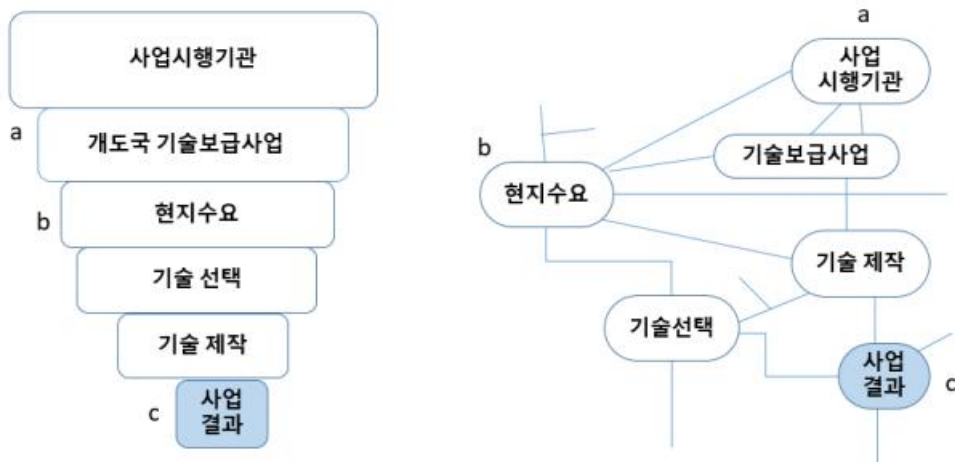 사업시행기관
a
개도국 기술보급사업
b
현지수요
기술 선택
기술 제작
c
사업
결과
a
사업
시행기관
기술보급사업
b
현지수요
기술 제작
기술선택
사업
결과
c